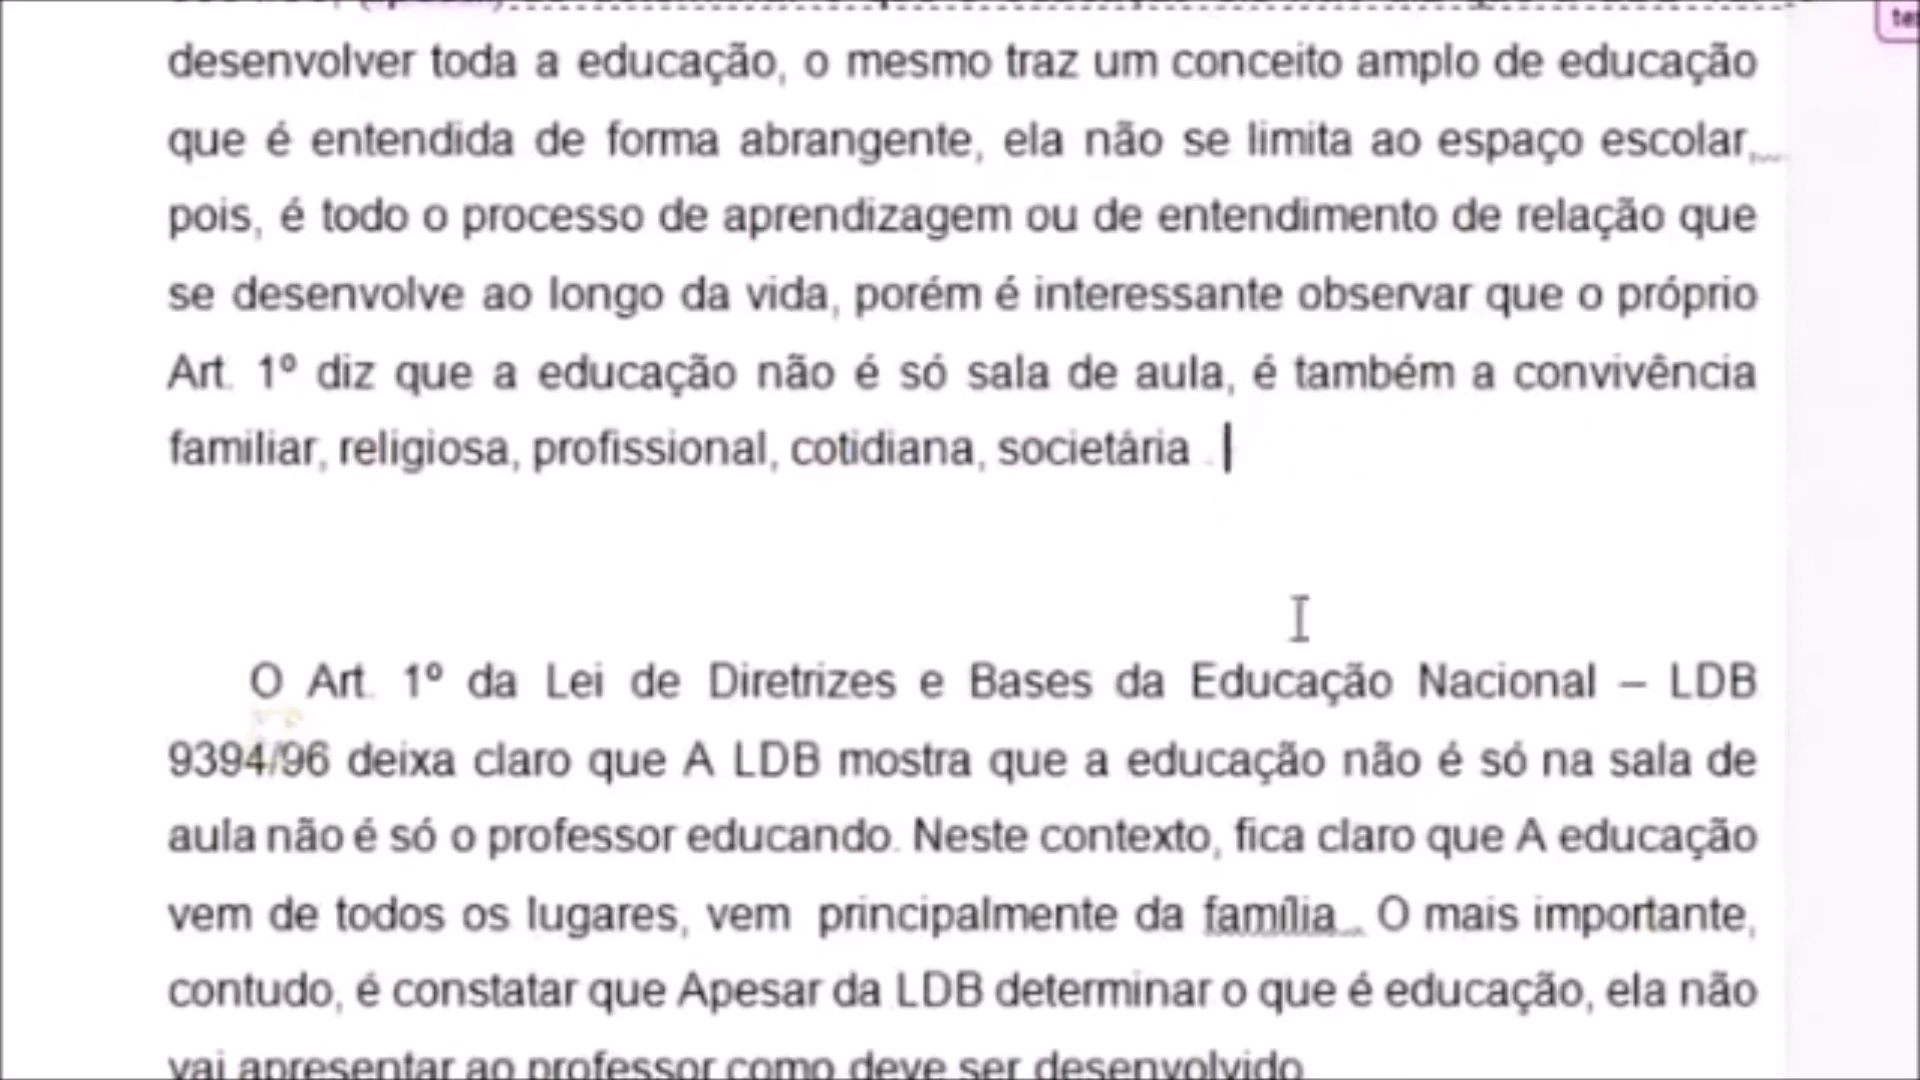 desenvolver toda a educação, o mesmo traz um conceito amplo de educação
que é entendida de forma abrangente, ela não se limita ao espaço escolar,
pois, é todo o processo de aprendizagem ou de entendimento de relação que
se desenvolve ao longo da vida, porém é interessante observar que o próprio
Art. 1º diz que a educação não é só sala de aula, é também a convivência
familiar, religiosa, profissional, cotidiana, societária .
O Art. 1º da Lei de Diretrizes e Bases da Educação Nacional – LDB
9394/96 deixa claro que A LDB mostra que a educação não é só na sala de
aula não é só o professor educando. Neste contexto, fica claro que A educação
vem de todos os lugares, vem principalmente da família . O mais importante,
contudo, é constatar que Apesar da LDB determinar o que é educação, ela não
vai apresentar ao professor como deve ser desenvolvido